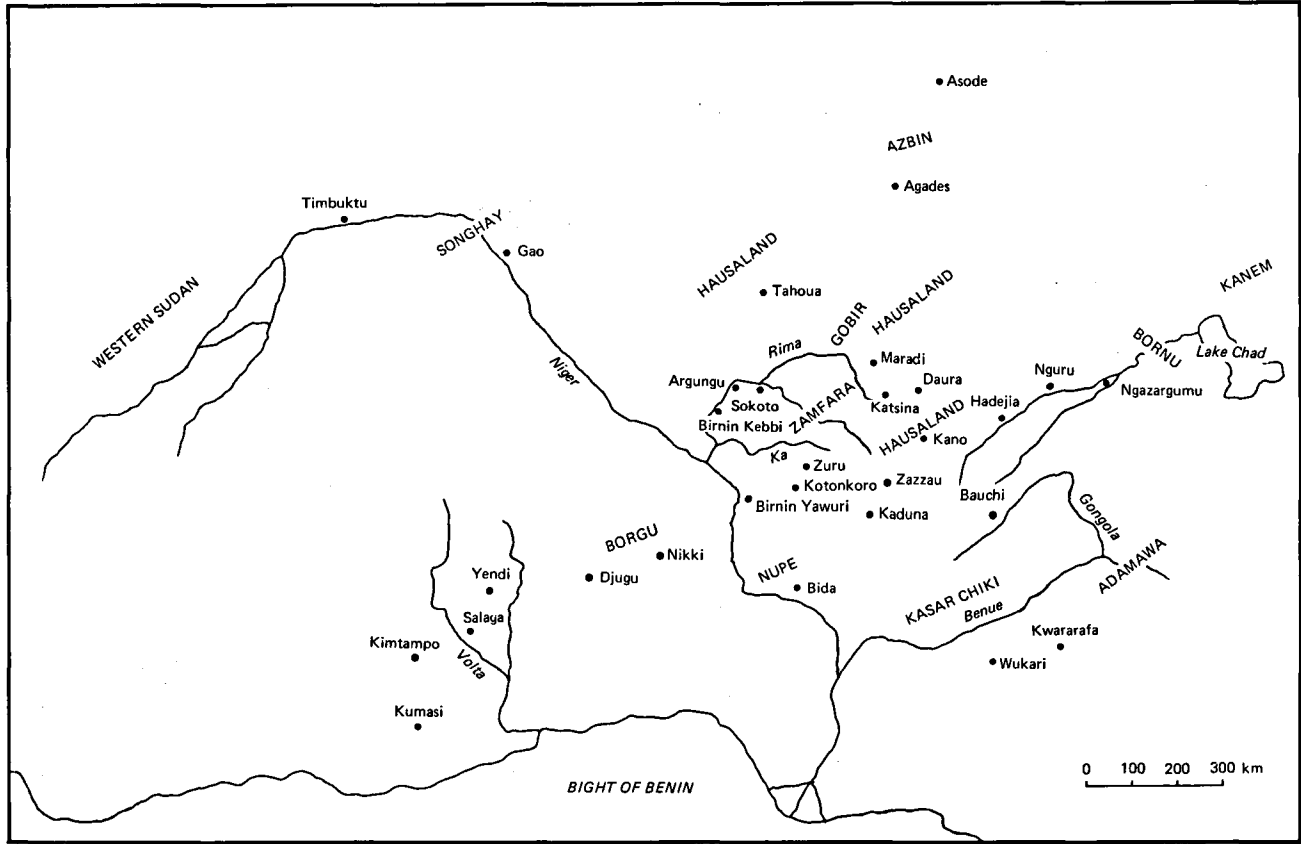 Asode
AZBIN
Agades
Timbuktu
SONGHAY
Gao
HAUSALAND
Tahoua
HAUSALAND
KANEM
WESTERN SUDAN
GOBIR
Rima
Niger
Maradi
BORNU
Lake Chad
Nguru
Argungu
Daura
Ngazargumu
Sokoto
ZAMFARA
Katsina
Hadejia
Birnin Kebbi
HAUSALAND
Kano
Ka
Zuru
Kotonkoro
Zazzau
Bauchi
Birnin Yawuri
Kaduna
Gongola
BORGU
Nikki
NUPE
ADAMAWA
Yendi
Djugu
Bida
KASAR CHIKI
Benue
Salaya
Kwararafa
Kimtampo
Volta
Wukari
Kumasi
0 100 200 300 km
BIGHT OF BENIN